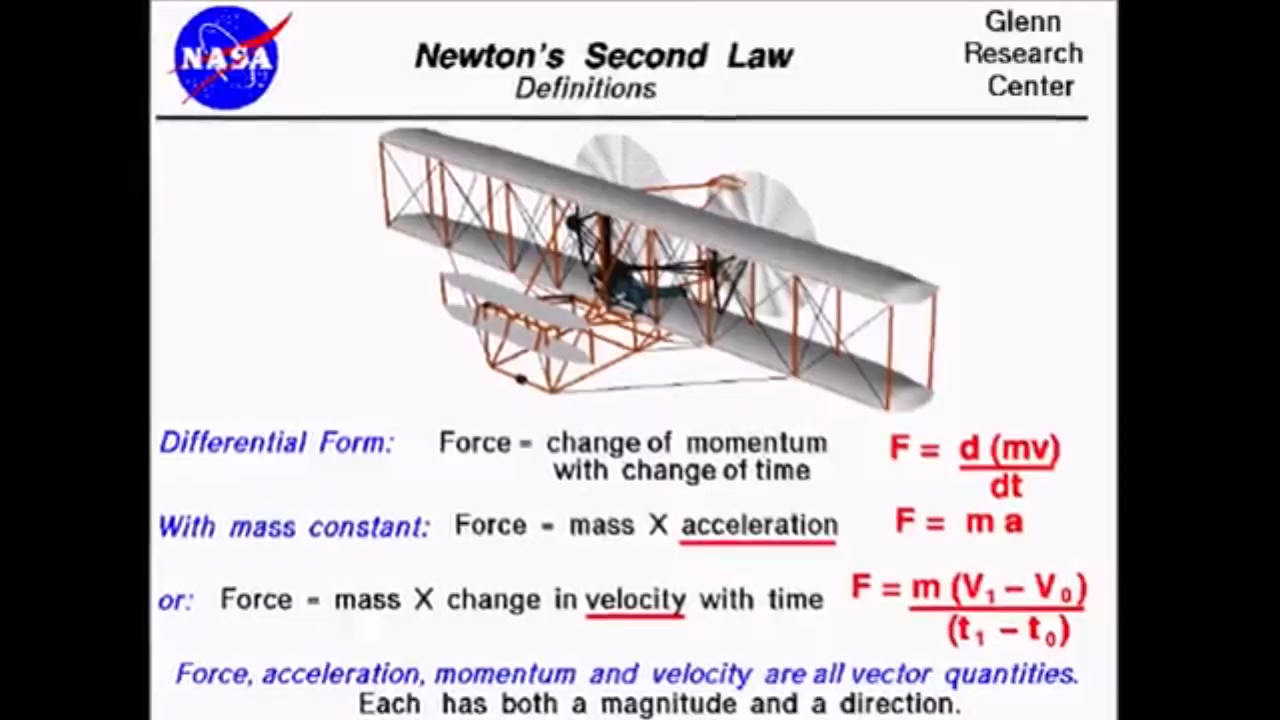 NASA
Newton's Second Law
Definitions
Glenn
Research
Center
Differential Form: Force = change of momentum
with change of time
F = d (mv)
dt
With mass constant: Force = mass X acceleration F = m a
or: Force = mass X change in velocity with time F = m (V₁ – V₀)
(t₁ – t₀)
Force, acceleration, momentum and velocity are all vector quantities.
Each has both a magnitude and a direction.